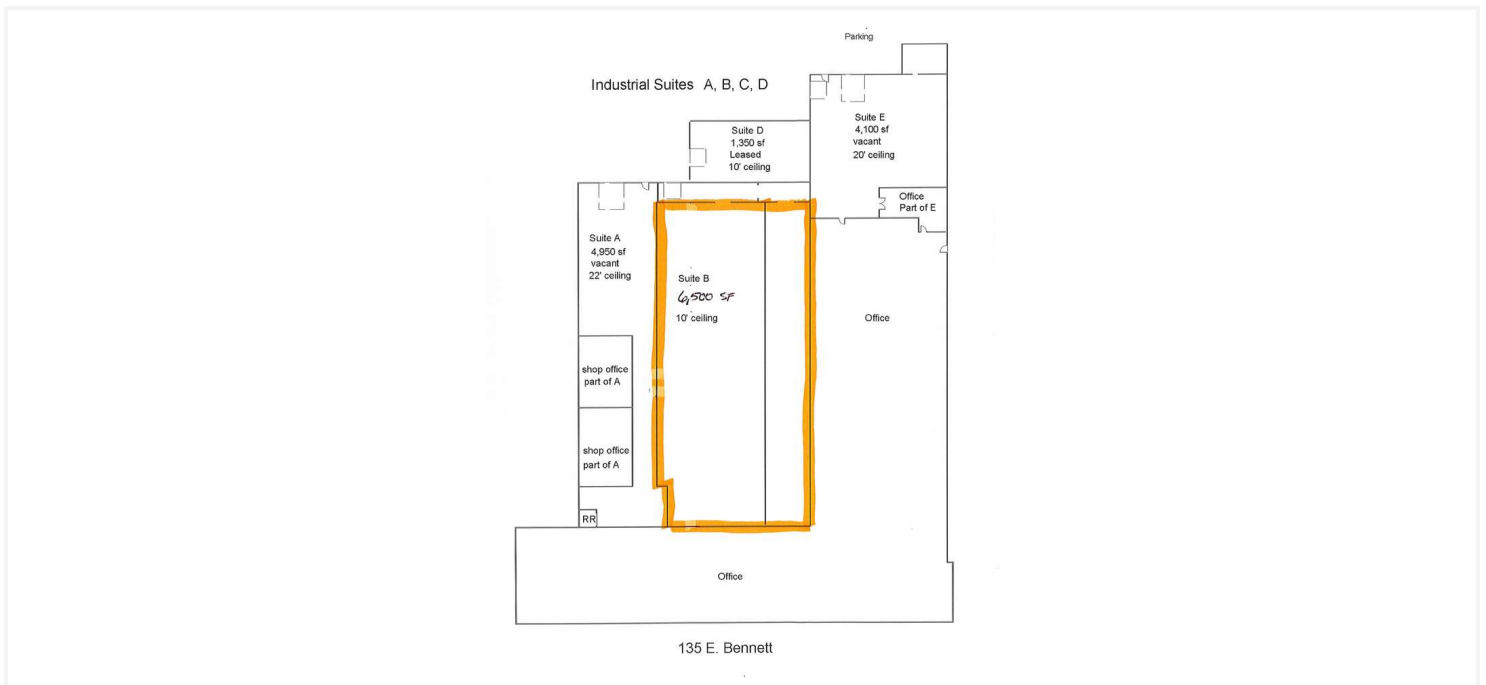 Parking
Industrial Suites A, B, C, D
Suite D
1,350 sf
Leased
10' ceiling
Suite E
4,100 sf
vacant
20' ceiling
Office
Part of E
Suite A
4,950 sf
vacant
22' ceiling
Suite B
6,500 SF
10' ceiling
Office
shop office
part of A
shop office
part of A
RR
Office
135 E. Bennett